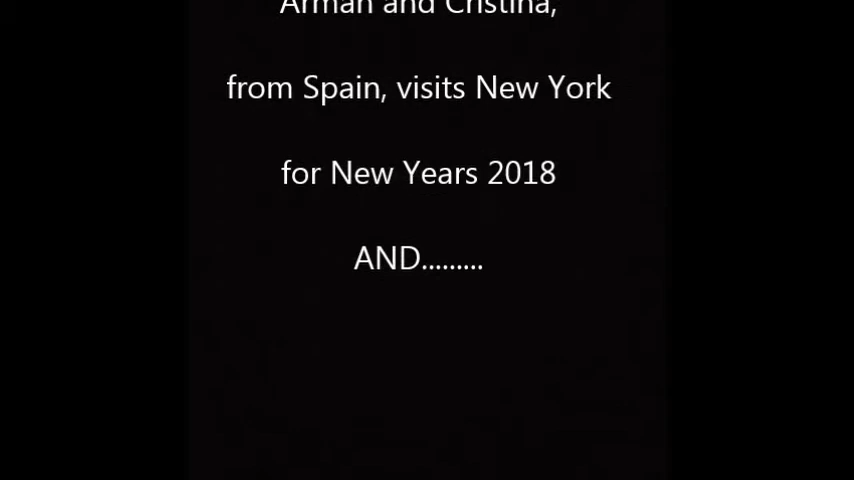 Arman and Cristina,
from Spain, visits New York
for New Years 2018
AND.........